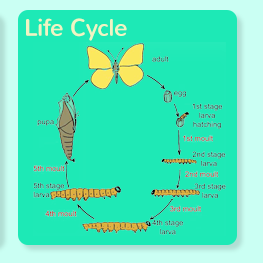 Life Cycle
adult
egg
1st stage
larva
hatching
1st moult
2nd stage
larva
2nd moult
3rd stage
larva
3rd moult
4th stage
larva
4th moult
5th stage
larva
5th moult
pupa